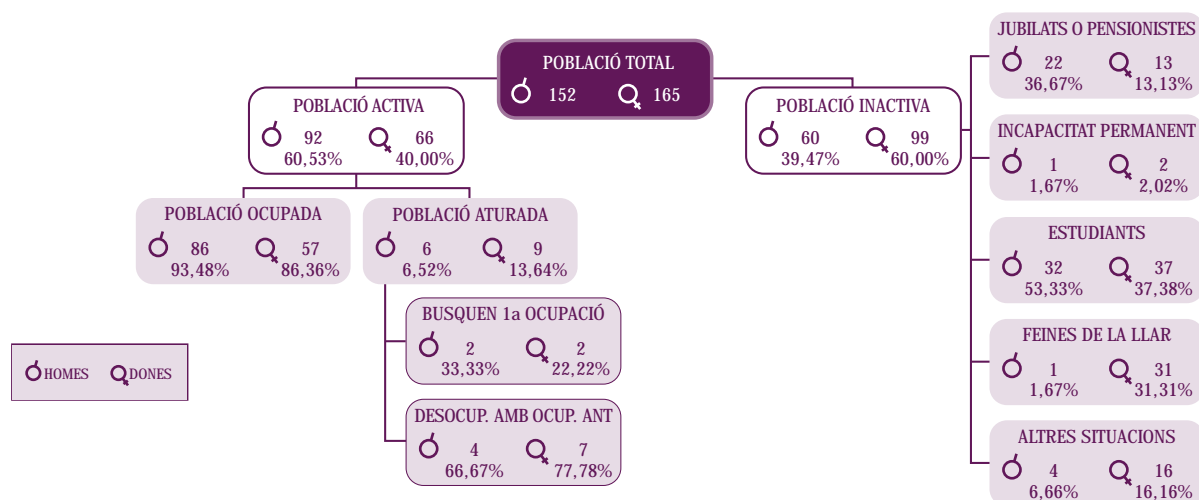 POBLACIÓ TOTAL
152 165
POBLACIÓ ACTIVA
92 66
60,53% 40,00%
POBLACIÓ INACTIVA
60 99
39,47% 60,00%
POBLACIÓ OCUPADA
86 57
93,48% 86,36%
POBLACIÓ ATURADA
6 9
6,52% 13,64%
BUSQUEN 1a OCUPACIÓ
2 2
33,33% 22,22%
DESOCUP. AMB OCUP. ANT
4 7
66,67% 77,78%
JUBILATS O PENSIONISTES
22 13
36,67% 13,13%
INCAPACITAT PERMANENT
1 2
1,67% 2,02%
ESTUDIANTS
32 37
53,33% 37,38%
FEINES DE LA LLAR
1 31
1,67% 31,31%
ALTRES SITUACIONS
4 16
6,66% 16,16%
HOMES DONES